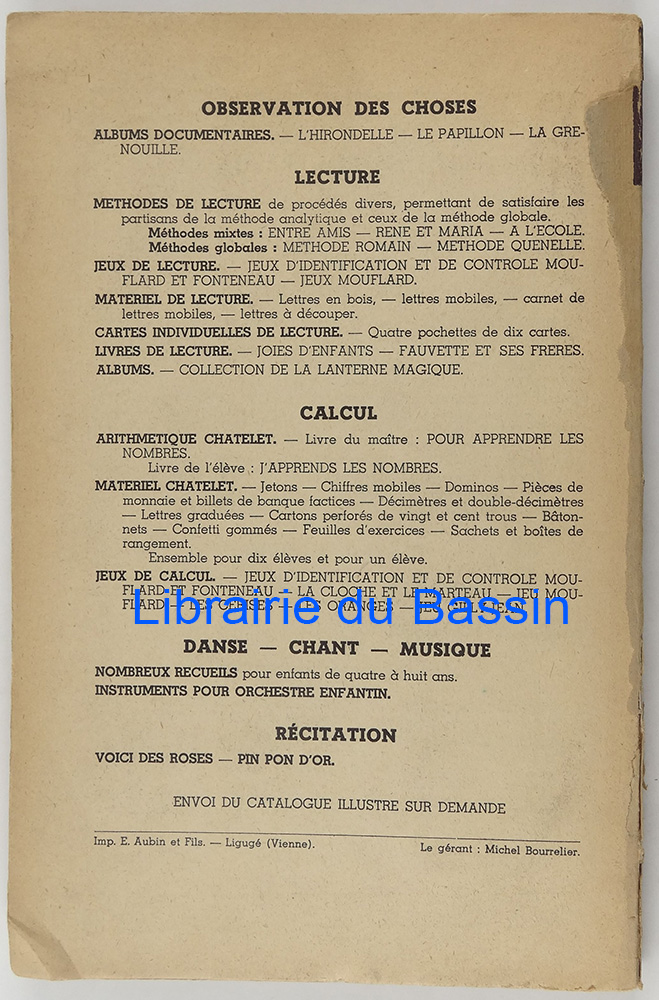 OBSERVATION DES CHOSES
ALBUMS DOCUMENTAIRES. — L'HIRONDELLE — LE PAPILLON — LA GRE-
NOUILLE.
LECTURE
METHODES DE LECTURE de procédés divers, permettant de satisfaire les
partisans de la méthode analytique et ceux de la méthode globale.
Méthodes mixtes : ENTRE AMIS — RENE ET MARIA — A L'ECOLE.
Méthodes globales : METHODE ROMAIN — METHODE QUENELLE.
JEUX DE LECTURE. — JEUX D'IDENTIFICATION ET DE CONTROLE MOU-
FLARD ET FONTENEAU — JEUX MOUFLARD.
MATERIEL DE LECTURE. — Lettres en bois, — lettres mobiles, — carnet de
lettres mobiles, — lettres à découper.
CARTES INDIVIDUELLES DE LECTURE. — Quatre pochettes de dix cartes.
LIVRES DE LECTURE. — JOIES D'ENFANTS — FAUVETTE ET SES FRERES.
ALBUMS. — COLLECTION DE LA LANTERNE MAGIQUE.
CALCUL
ARITHMETIQUE CHATELET. — Livre du maître : POUR APPRENDRE LES
NOMBRES.
Livre de l'élève : J'APPRENDS LES NOMBRES.
MATERIEL CHATELET. — Jetons — Chiffres mobiles — Dominos — Pièces de
monnaie et billets de banque factices — Décimètres et double-décimètres
— Lettres graduées — Cartons perforés de vingt et cent trous — Bâton-
nets — Confetti gommés — Feuilles d'exercices — Sachets et boîtes de
rangement.
Ensemble pour dix élèves et pour un élève.
JEUX DE CALCUL. — JEUX D'IDENTIFICATION ET DE CONTROLE MOU-
FLARD ET FONTENEAU — LA CLOCHE ET LE MARTEAU — JEU MOU-
FLARD — LES CERISES — LES ORANGES — JEU
Librairie du Bassin
DANSE — CHANT — MUSIQUE
NOMBREUX RECUEILS pour enfants de quatre à huit ans.
INSTRUMENTS POUR ORCHESTRE ENFANTIN.
RÉCITATION
VOICI DES ROSES — PIN PON D'OR.
ENVOI DU CATALOGUE ILLUSTRE SUR DEMANDE
Imp. E. Aubin et Fils. — Ligugé (Vienne).
Le gérant : Michel Bourrelier.